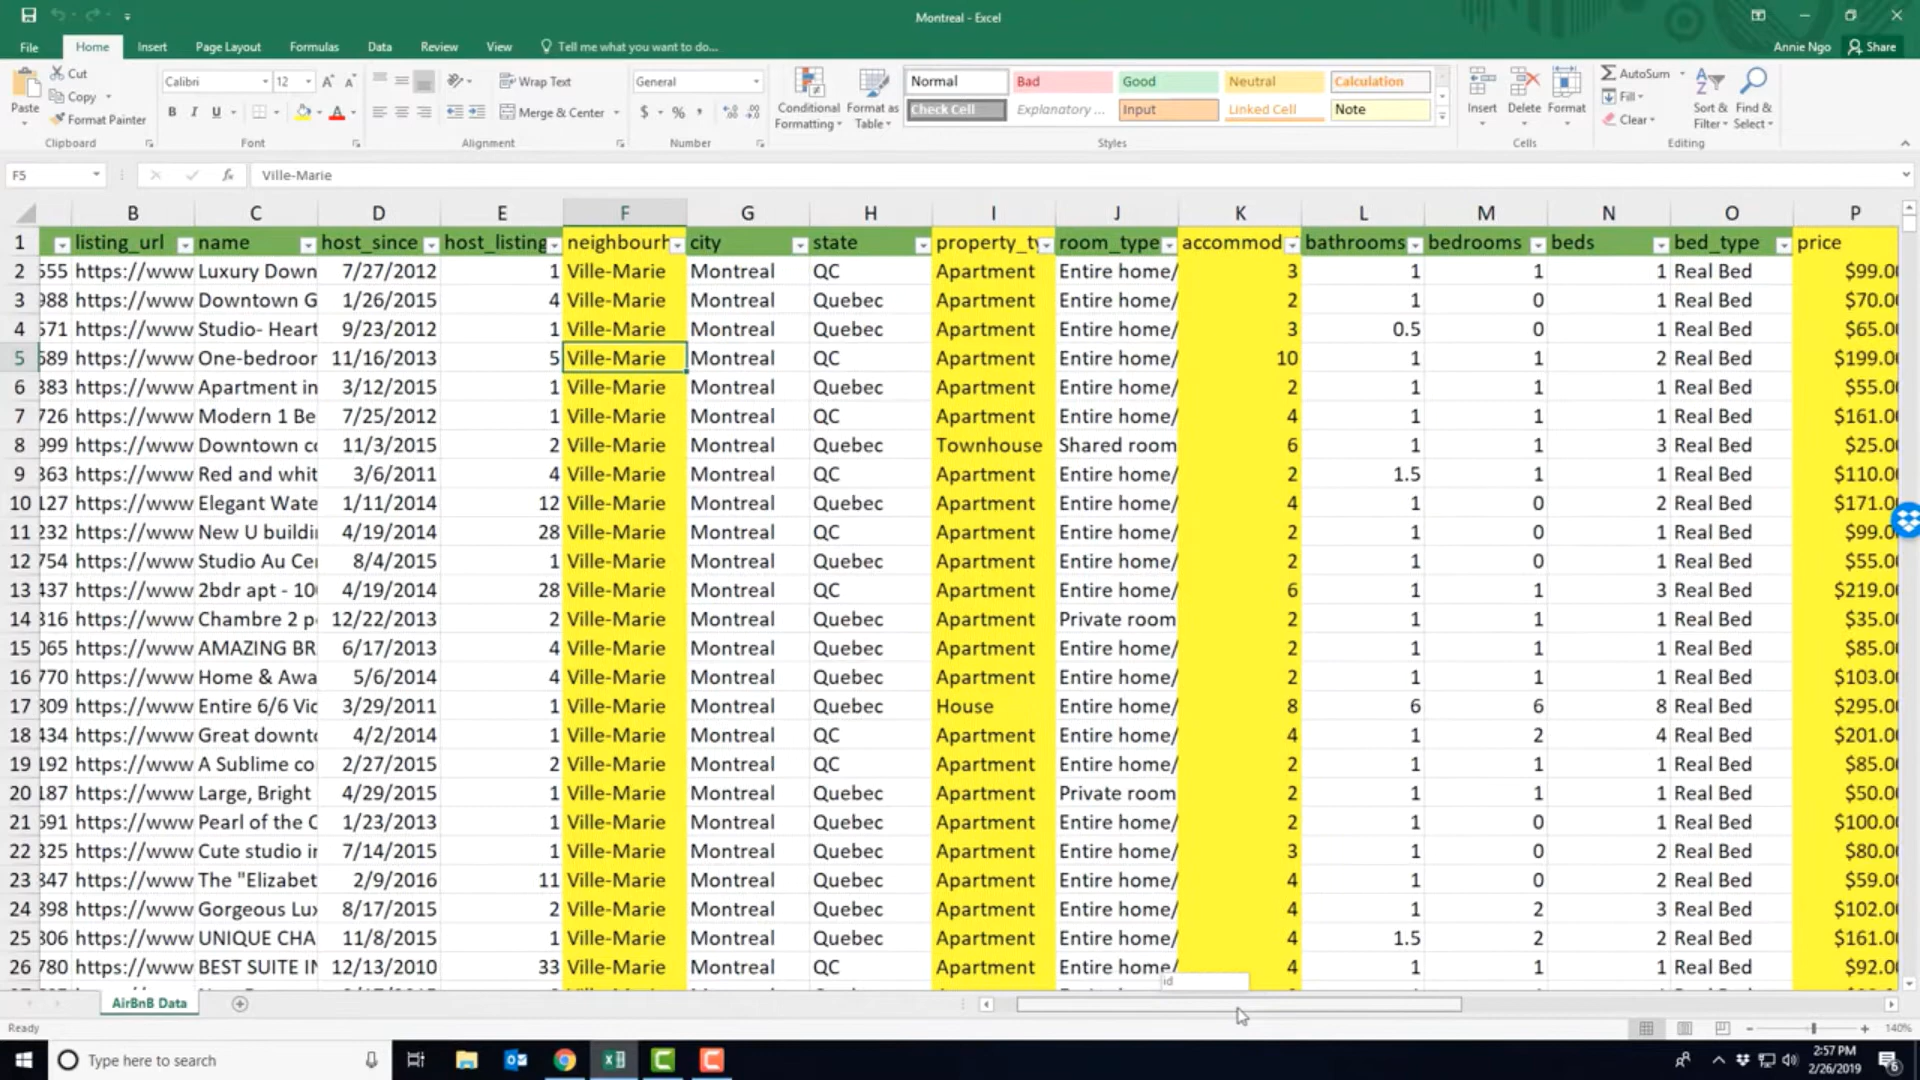 Montreal - Excel
File Home Insert Page Layout Formulas Data Review View Tell me what you want to do... Annie Ngo Share
Paste Cut Copy Format Painter Clipboard
Calibri 12 B I U Font
Wrap Text Merge & Center Alignment
General $ % , Number
Conditional Formatting Format as Table
Normal Bad Good Neutral Calculation
Check Cell Explanatory ... Input Linked Cell Note
Styles
Insert Delete Format Cells
AutoSum Fill Clear Sort & Filter Find & Select Editing
F5 fx Ville-Marie
B C D E F G H I J K L M N O P
1 listing_url name host_since host_listing neighbourh city state property_ty room_type accommod bathrooms bedrooms beds bed_type price
2 555 https://www Luxury Down 7/27/2012 1 Ville-Marie Montreal QC Apartment Entire home/ 3 1 1 1 Real Bed $99.0
3 988 https://www Downtown G 1/26/2015 4 Ville-Marie Montreal Quebec Apartment Entire home/ 2 1 0 1 Real Bed $70.0
4 571 https://www Studio- Heart 9/23/2012 1 Ville-Marie Montreal Quebec Apartment Entire home/ 3 0.5 0 1 Real Bed $65.0
5 589 https://www One-bedroor 11/16/2013 5 Ville-Marie Montreal QC Apartment Entire home/ 10 1 1 2 Real Bed $199.0
6 383 https://www Apartment in 3/12/2015 1 Ville-Marie Montreal Quebec Apartment Entire home/ 2 1 1 1 Real Bed $55.0
7 726 https://www Modern 1 Be 7/25/2012 1 Ville-Marie Montreal QC Apartment Entire home/ 4 1 1 1 Real Bed $161.0
8 999 https://www Downtown co 11/3/2015 2 Ville-Marie Montreal Quebec Townhouse Shared room 6 1 1 3 Real Bed $25.0
9 363 https://www Red and whit 3/6/2011 4 Ville-Marie Montreal QC Apartment Entire home/ 2 1.5 1 1 Real Bed $110.0
10 127 https://www Elegant Wate 1/11/2014 12 Ville-Marie Montreal Quebec Apartment Entire home/ 4 1 0 2 Real Bed $171.0
11 232 https://www New U buildi 4/19/2014 28 Ville-Marie Montreal QC Apartment Entire home/ 2 1 0 1 Real Bed $99.0
12 754 https://www Studio Au Ce 8/4/2015 1 Ville-Marie Montreal Quebec Apartment Entire home/ 2 1 0 1 Real Bed $55.0
13 437 https://www 2bdr apt - 10 4/19/2014 28 Ville-Marie Montreal QC Apartment Entire home/ 6 1 1 3 Real Bed $219.0
14 316 https://www Chambre 2 p 12/22/2013 2 Ville-Marie Montreal Quebec Apartment Private room 2 1 1 1 Real Bed $35.0
15 065 https://www AMAZING BR 6/17/2013 4 Ville-Marie Montreal Quebec Apartment Entire home/ 2 1 1 1 Real Bed $85.0
16 770 https://www Home & Awa 5/6/2014 4 Ville-Marie Montreal Quebec Apartment Entire home/ 2 1 1 1 Real Bed $103.0
17 309 https://www Entire 6/6 Vic 3/29/2011 1 Ville-Marie Montreal Quebec House Entire home/ 8 6 6 8 Real Bed $295.0
18 434 https://www Great downto 4/2/2014 1 Ville-Marie Montreal QC Apartment Entire home/ 4 1 2 4 Real Bed $201.0
19 192 https://www A Sublime co 2/27/2015 2 Ville-Marie Montreal QC Apartment Entire home/ 2 1 1 1 Real Bed $85.0
20 187 https://www Large, Bright 4/29/2015 1 Ville-Marie Montreal Quebec Apartment Private room 2 1 1 1 Real Bed $50.0
21 591 https://www Pearl of the C 1/23/2013 1 Ville-Marie Montreal Quebec Apartment Entire home/ 2 1 0 1 Real Bed $100.0
22 325 https://www Cute studio i 7/14/2015 1 Ville-Marie Montreal Quebec Apartment Entire home/ 3 1 0 2 Real Bed $80.0
23 347 https://www The "Elizabet 2/9/2016 11 Ville-Marie Montreal Quebec Apartment Entire home/ 4 1 0 2 Real Bed $59.0
24 398 https://www Gorgeous Lux 8/17/2015 2 Ville-Marie Montreal Quebec Apartment Entire home/ 4 1 2 3 Real Bed $102.0
25 306 https://www UNIQUE CHA 11/8/2015 1 Ville-Marie Montreal Quebec Apartment Entire home/ 4 1.5 2 2 Real Bed $161.0
26 780 https://www BEST SUITE IN 12/13/2010 33 Ville-Marie Montreal QC Apartment Entire home/ 4 1 1 1 Real Bed $92.0
id
AirBnB Data
Ready 140%
Type here to search
2:57 PM
2/26/2019
6